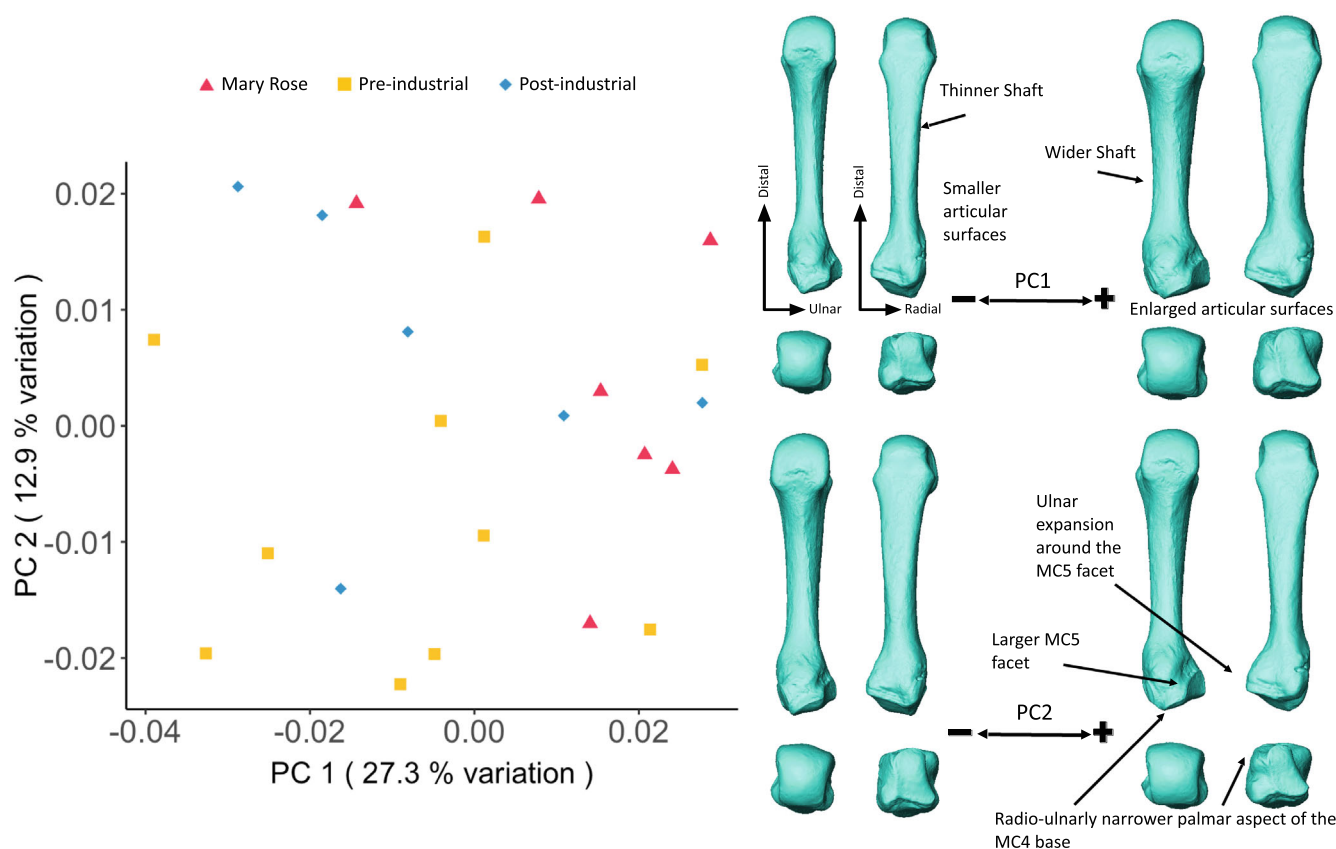 Mary Rose
Pre-industrial
Post-industrial
PC 2 ( 12.9 % variation )
0.02
0.01
0.00
-0.01
-0.02
-0.04
-0.02
0.00
0.02
PC 1 ( 27.3 % variation )
Thinner Shaft
Wider Shaft
Smaller
articular
surfaces
Distal
Ulnar
Distal
Radial
PC1
Enlarged articular surfaces
Ulnar
expansion
around the
MC5 facet
Larger MC5
facet
PC2
Radio-ulnarly narrower palmar aspect of the
MC4 base